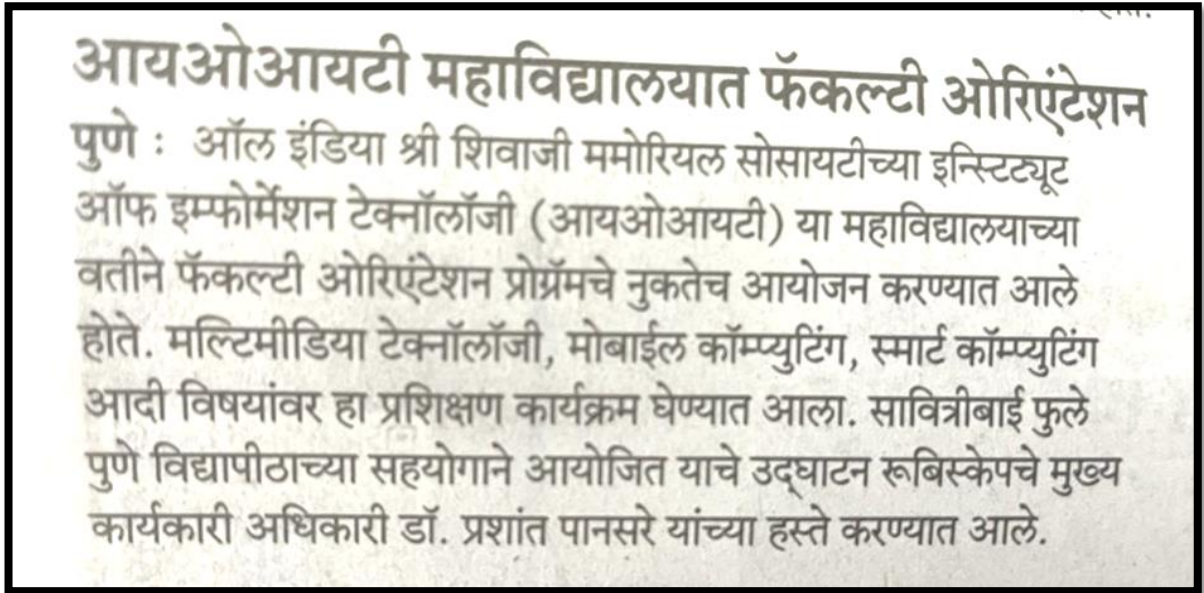 आयओआयटी महाविद्यालयात फॅकल्टी ओरिएंटेशन
पुणे : ऑल इंडिया श्री शिवाजी ममोरियल सोसायटीच्या इन्स्टिट्यूट
ऑफ इम्फोर्मेशन टेक्नॉलॉजी (आयओआयटी) या महाविद्यालयाच्या
वतीने फॅकल्टी ओरिएंटेशन प्रोग्रॅमचे नुकतेच आयोजन करण्यात आले
होते. मल्टिमीडिया टेक्नॉलॉजी, मोबाईल कॉम्प्युटिंग, स्मार्ट कॉम्प्युटिंग
आदी विषयांवर हा प्रशिक्षण कार्यक्रम घेण्यात आला. सावित्रीबाई फुले
पुणे विद्यापीठाच्या सहयोगाने आयोजित याचे उद्‌घाटन रूबिस्केपचे मुख्य
कार्यकारी अधिकारी डॉ. प्रशांत पानसरे यांच्या हस्ते करण्यात आले.